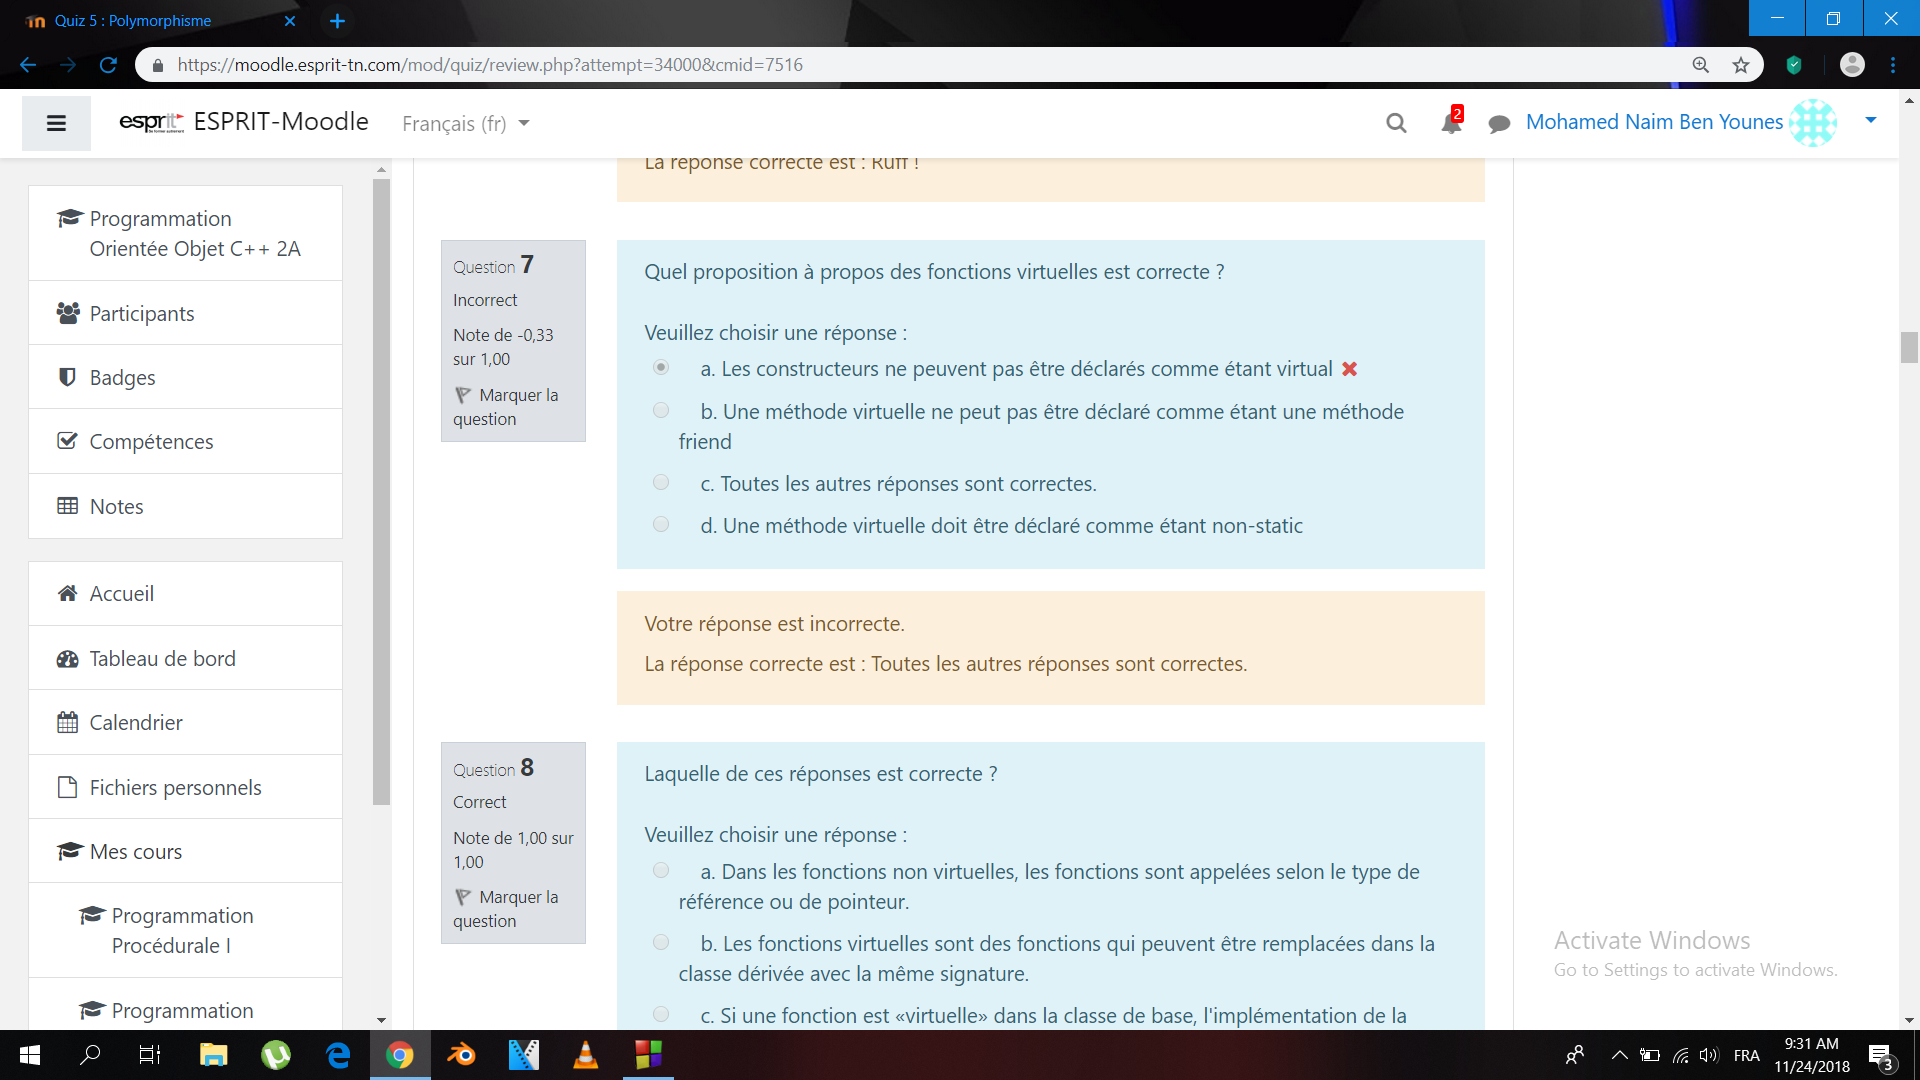 Quiz 5 : Polymorphisme
https://moodle.esprit-tn.com/mod/quiz/review.php?attempt=34000&cmid=7516
esprit ESPRIT-Moodle
Français (fr)
2
Mohamed Naim Ben Younes
Programmation
Orientée Objet C++ 2A
Participants
Badges
Compétences
Notes
Accueil
Tableau de bord
Calendrier
Fichiers personnels
Mes cours
Programmation
Procédurale I
Programmation
La réponse correcte est : Ruff !
Question 7
Incorrect
Note de -0,33
sur 1,00
Marquer la
question
Quel proposition à propos des fonctions virtuelles est correcte ?
Veuillez choisir une réponse :
a. Les constructeurs ne peuvent pas être déclarés comme étant virtual
b. Une méthode virtuelle ne peut pas être déclaré comme étant une méthode
friend
c. Toutes les autres réponses sont correctes.
d. Une méthode virtuelle doit être déclaré comme étant non-static
Votre réponse est incorrecte.
La réponse correcte est : Toutes les autres réponses sont correctes.
Question 8
Correct
Note de 1,00 sur
1,00
Marquer la
question
Laquelle de ces réponses est correcte ?
Veuillez choisir une réponse :
a. Dans les fonctions non virtuelles, les fonctions sont appelées selon le type de
référence ou de pointeur.
b. Les fonctions virtuelles sont des fonctions qui peuvent être remplacées dans la
classe dérivée avec la même signature.
c. Si une fonction est «virtuelle» dans la classe de base, l'implémentation de la
Activate Windows
Go to Settings to activate Windows.
FRA
9:31 AM
11/24/2018
3